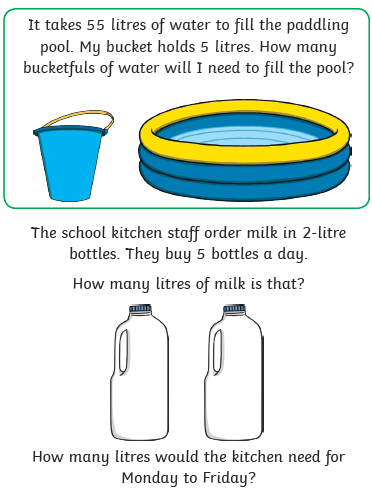 It takes 55 litres of water to fill the paddling
pool. My bucket holds 5 litres. How many
bucketfuls of water will I need to fill the pool?
The school kitchen staff order milk in 2-litre
bottles. They buy 5 bottles a day.
How many litres of milk is that?
How many litres would the kitchen need for
Monday to Friday?